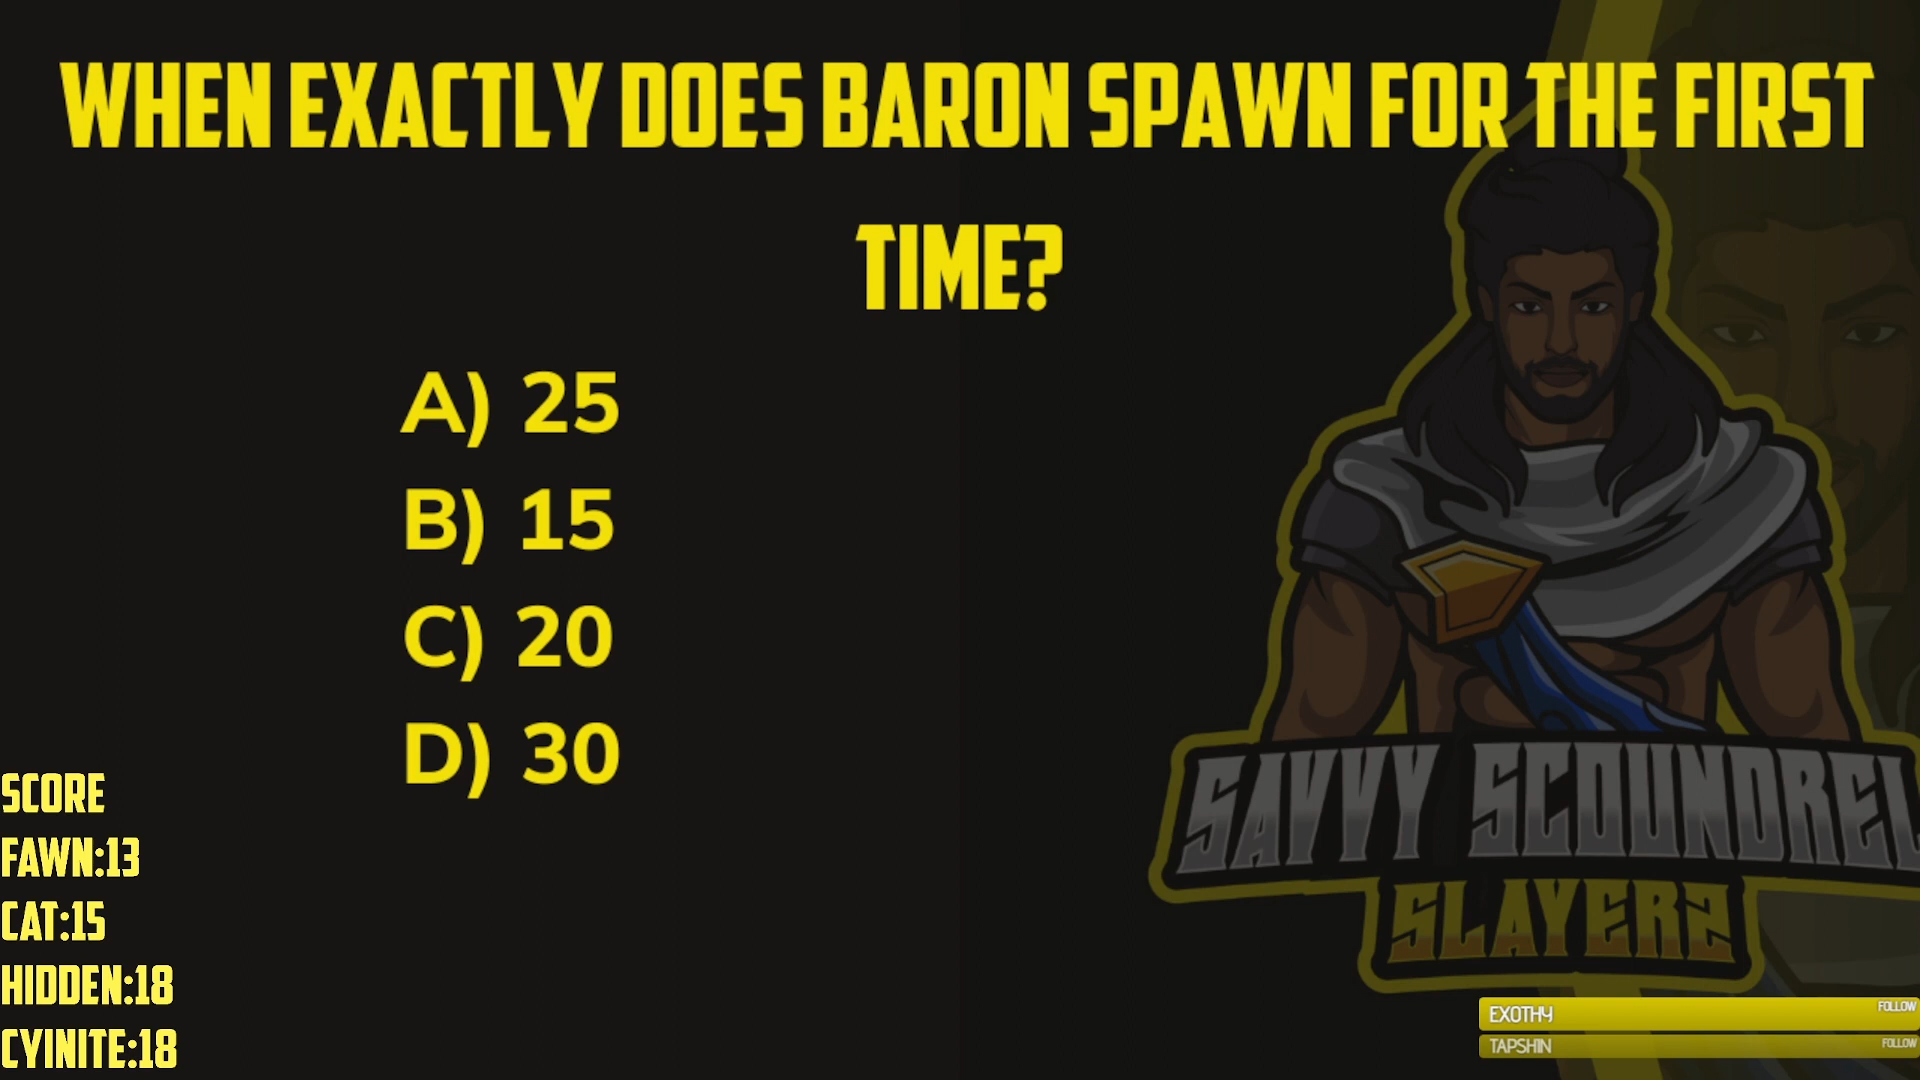 WHEN EXACTLY DOES BARON SPAWN FOR THE FIRST
TIME?
A) 25
B) 15
C) 20
D) 30
SCORE
FAWN:13
CAT:15
HIDDEN:18
CYINITE:18
SAVVY SCOUNDREL
SLAYERZ
EXOTHY FOLLOW
TAPSHIN FOLLOW